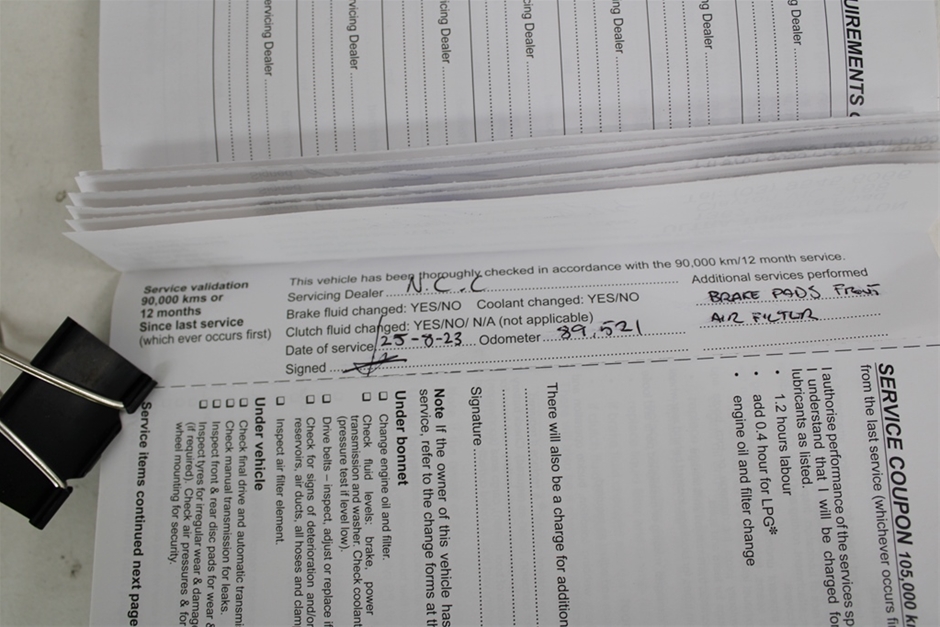 ervicing Dealer
rvicing Dealer
ing Dealer
icing Dealer
ing Dealer
ng Dealer
g Dealer
UIREMENTS
Service validation
90,000 kms or
12 months
Since last service
(which ever occurs first)
This vehicle has been thoroughly checked in accordance with the 90,000 km/12 month service.
Servicing Dealer N.C.C
Brake fluid changed: YES/NO Coolant changed: YES/NO
Clutch fluid changed: YES/NO/ N/A (not applicable)
Date of service 25-8-23 Odometer 89,521
Signed
Additional services performed
BRAKE PADS FRONT
AIR FILTER
SERVICE COUPON 105,000 k
from the last service (whichever occurs fi
I authorise performance of the services sp
I understand that I will be charged fo
lubricants as listed.
• 1.2 hours labour
• add 0.4 hour for LPG*
• engine oil and filter change
There will also be a charge for addition
Signature
Note If the owner of this vehicle has
service, refer to the change forms at t
Under bonnet
❑ Change engine oil and filter.
❑ Check fluid levels: brake, power
transmission and washer. Check coolant
(pressure test if level low).
❑ Drive belts – inspect, adjust or replace if
❑ Check for signs of deterioration and/or
reservoirs, air ducts, all hoses and clam
❑ Inspect air filter element.
Under vehicle
❑ Check final drive and automatic transmi
❑ Check manual transmission for leaks.
❑ Inspect front & rear disc pads for wear &
❑ Inspect tyres for irregular wear & damag
(if required). Check air pressures & for
wheel mounting for security.
Service items continued next page